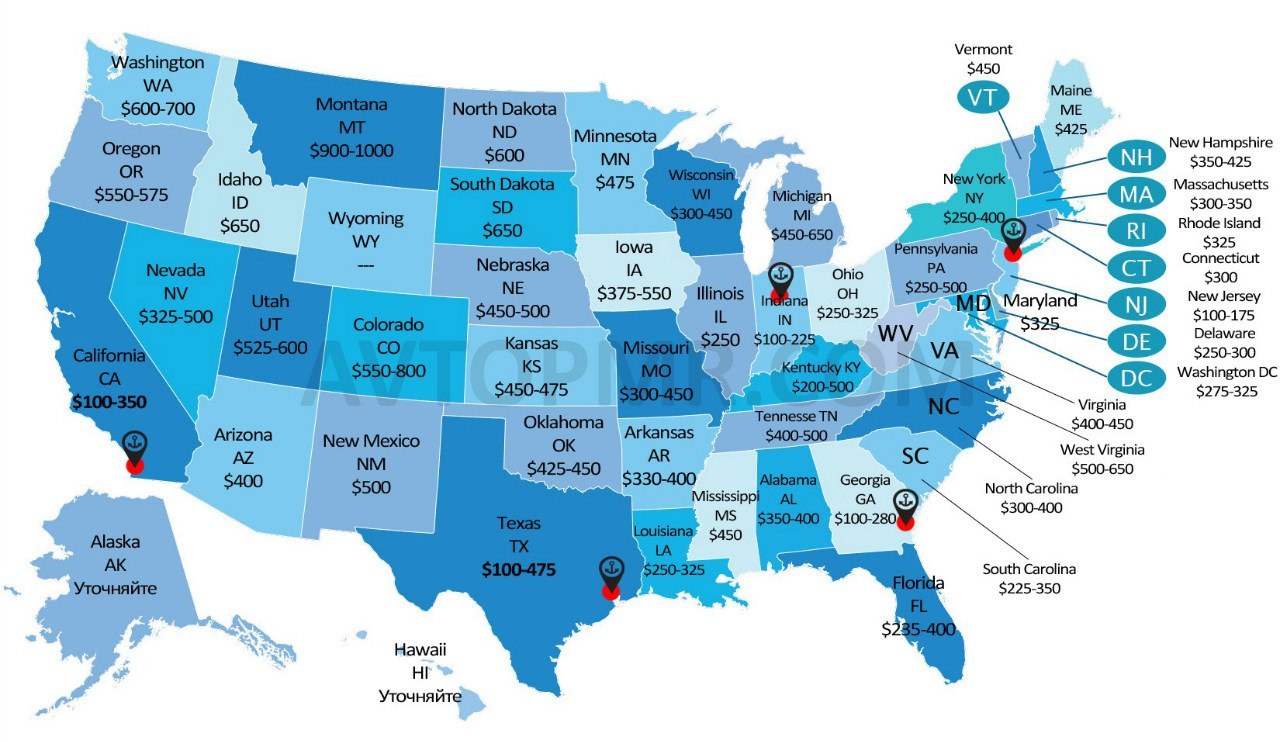 Washington
WA
$600-700
Oregon
OR
$550-575
Idaho
ID
$650
Montana
MT
$900-1000
Wyoming
WY
---
North Dakota
ND
$600
South Dakota
SD
$650
Nebraska
NE
$450-500
Kansas
KS
$450-475
Minnesota
MN
$475
Iowa
IA
$375-550
Missouri
MO
$300-450
Wisconsin
WI
$300-450
Illinois
IL
$250
Michigan
MI
$450-650
Indiana
IN
$100-225
Ohio
OH
$250-325
Kentucky KY
$200-500
Tennesse TN
$400-500
Nevada
NV
$325-500
Utah
UT
$525-600
Colorado
CO
$550-800
California
CA
$100-350
Arizona
AZ
$400
New Mexico
NM
$500
Oklahoma
OK
$425-450
Texas
TX
$100-475
Arkansas
AR
$330-400
Louisiana
LA
$250-325
Mississippi
MS
$450
Alabama
AL
$350-400
Georgia
GA
$100-280
Florida
FL
$235-400
SC
NC
VA
WV
Pennsylvania
PA
$250-500
New York
NY
$250-400
Vermont
$450
VT
Maine
ME
$425
NH
New Hampshire
$350-425
MA
Massachusetts
$300-350
RI
Rhode Island
$325
CT
Connecticut
$300
NJ
New Jersey
$100-175
MD
Maryland
$325
DE
Delaware
$250-300
DC
Washington DC
$275-325
Virginia
$400-450
West Virginia
$500-650
North Carolina
$300-400
South Carolina
$225-350
Alaska
AK
Уточняйте
Hawaii
HI
Уточняйте
AVTOPMR.COM